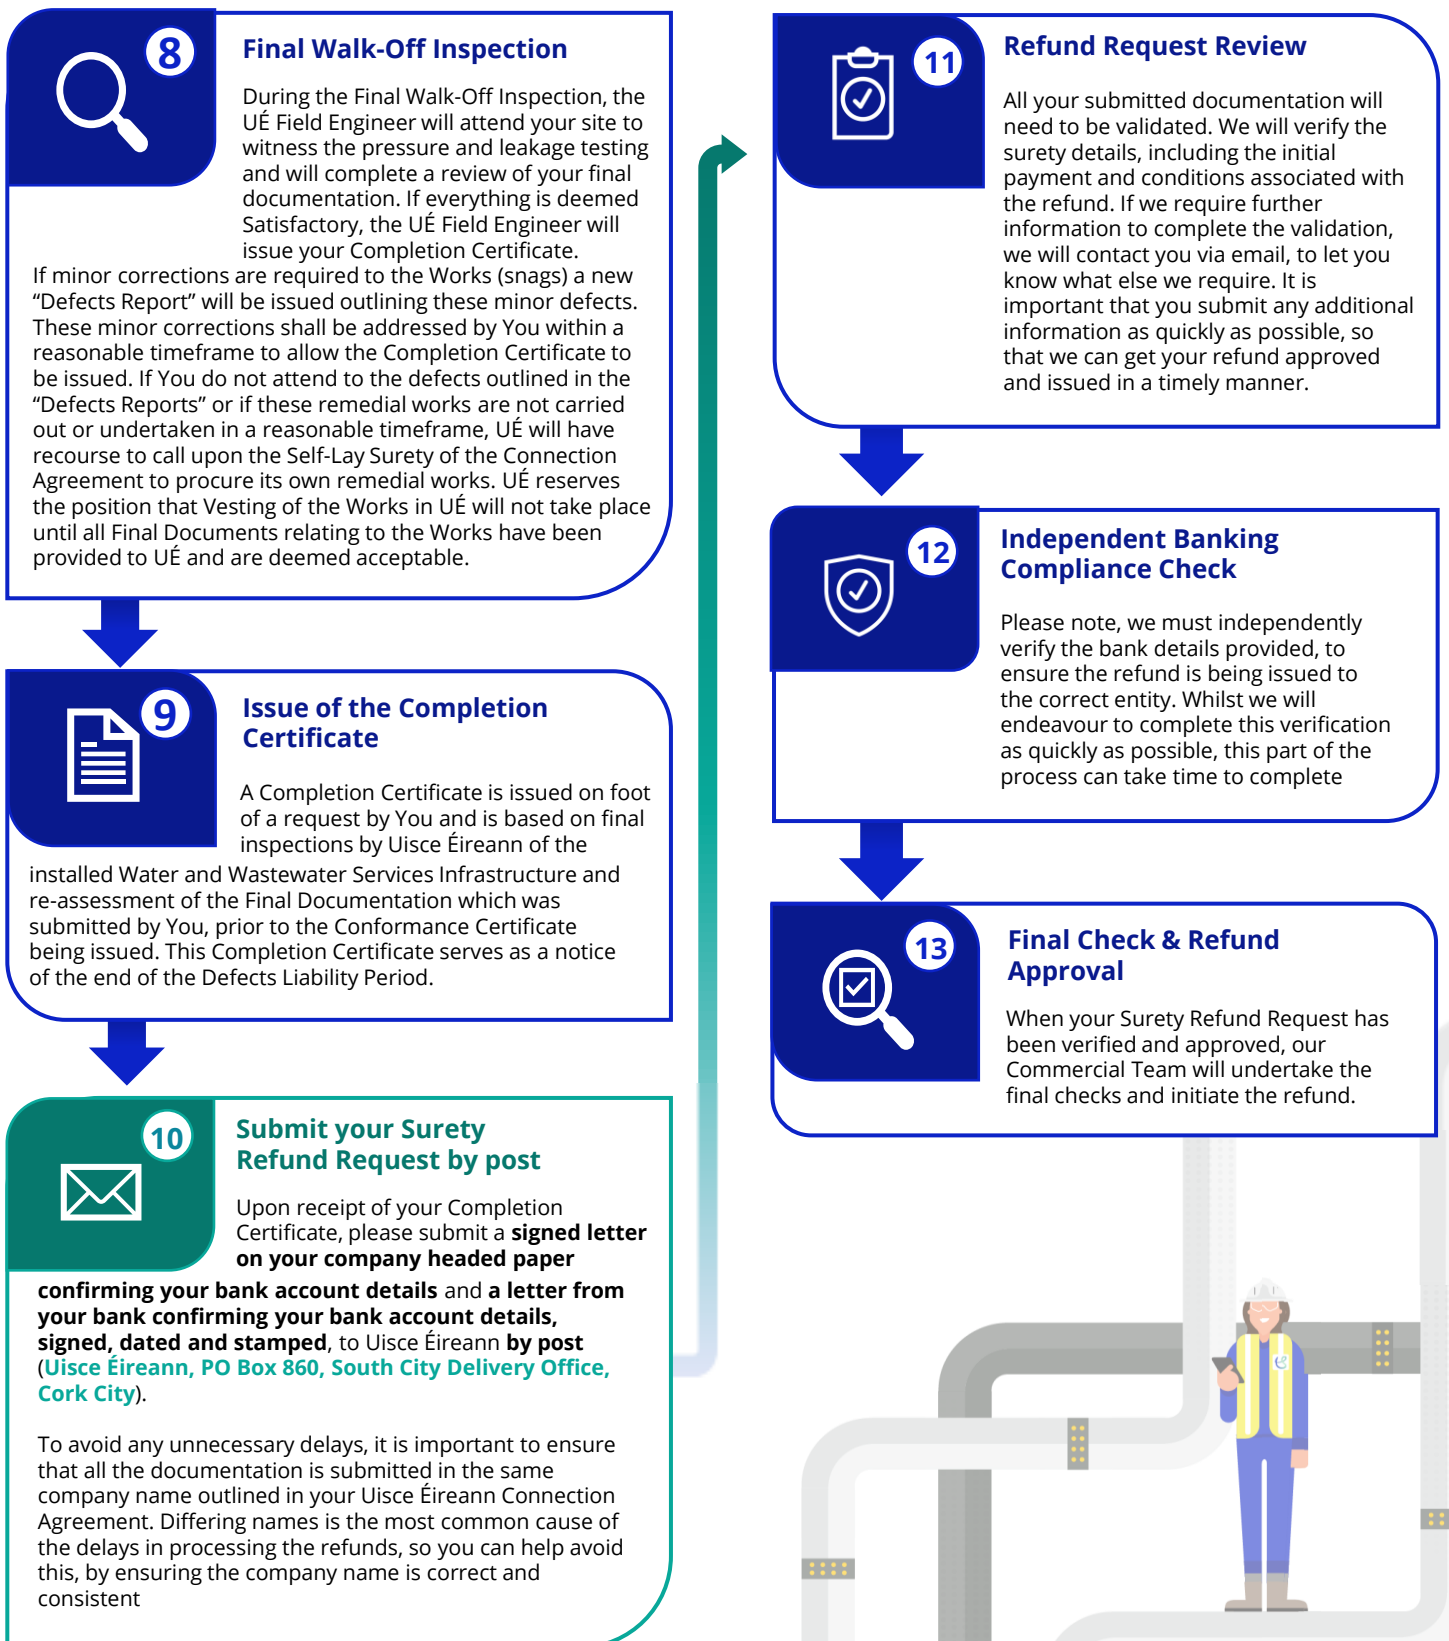 8
Final Walk-Off Inspection
During the Final Walk-Off Inspection, the
UÉ Field Engineer will attend your site to
witness the pressure and leakage testing
and will complete a review of your final
documentation. If everything is deemed
Satisfactory, the UÉ Field Engineer will
issue your Completion Certificate.
If minor corrections are required to the Works (snags) a new
“Defects Report” will be issued outlining these minor defects.
These minor corrections shall be addressed by You within a
reasonable timeframe to allow the Completion Certificate to
be issued. If You do not attend to the defects outlined in the
“Defects Reports” or if these remedial works are not carried
out or undertaken in a reasonable timeframe, UÉ will have
recourse to call upon the Self-Lay Surety of the Connection
Agreement to procure its own remedial works. UÉ reserves
the position that Vesting of the Works in UÉ will not take place
until all Final Documents relating to the Works have been
provided to UÉ and are deemed acceptable.
9
Issue of the Completion
Certificate
A Completion Certificate is issued on foot
of a request by You and is based on final
inspections by Uisce Éireann of the
installed Water and Wastewater Services Infrastructure and
re-assessment of the Final Documentation which was
submitted by You, prior to the Conformance Certificate
being issued. This Completion Certificate serves as a notice
of the end of the Defects Liability Period.
10
Submit your Surety
Refund Request by post
Upon receipt of your Completion
Certificate, please submit a signed letter
on your company headed paper
confirming your bank account details and a letter from
your bank confirming your bank account details,
signed, dated and stamped, to Uisce Éireann by post
(Uisce Éireann, PO Box 860, South City Delivery Office,
Cork City).
To avoid any unnecessary delays, it is important to ensure
that all the documentation is submitted in the same
company name outlined in your Uisce Éireann Connection
Agreement. Differing names is the most common cause of
the delays in processing the refunds, so you can help avoid
this, by ensuring the company name is correct and
consistent
11
Refund Request Review
All your submitted documentation will
need to be validated. We will verify the
surety details, including the initial
payment and conditions associated with
the refund. If we require further
information to complete the validation,
we will contact you via email, to let you
know what else we require. It is
important that you submit any additional
information as quickly as possible, so
that we can get your refund approved
and issued in a timely manner.
12
Independent Banking
Compliance Check
Please note, we must independently
verify the bank details provided, to
ensure the refund is being issued to
the correct entity. Whilst we will
endeavour to complete this verification
as quickly as possible, this part of the
process can take time to complete
13
Final Check & Refund
Approval
When your Surety Refund Request has
been verified and approved, our
Commercial Team will undertake the
final checks and initiate the refund.